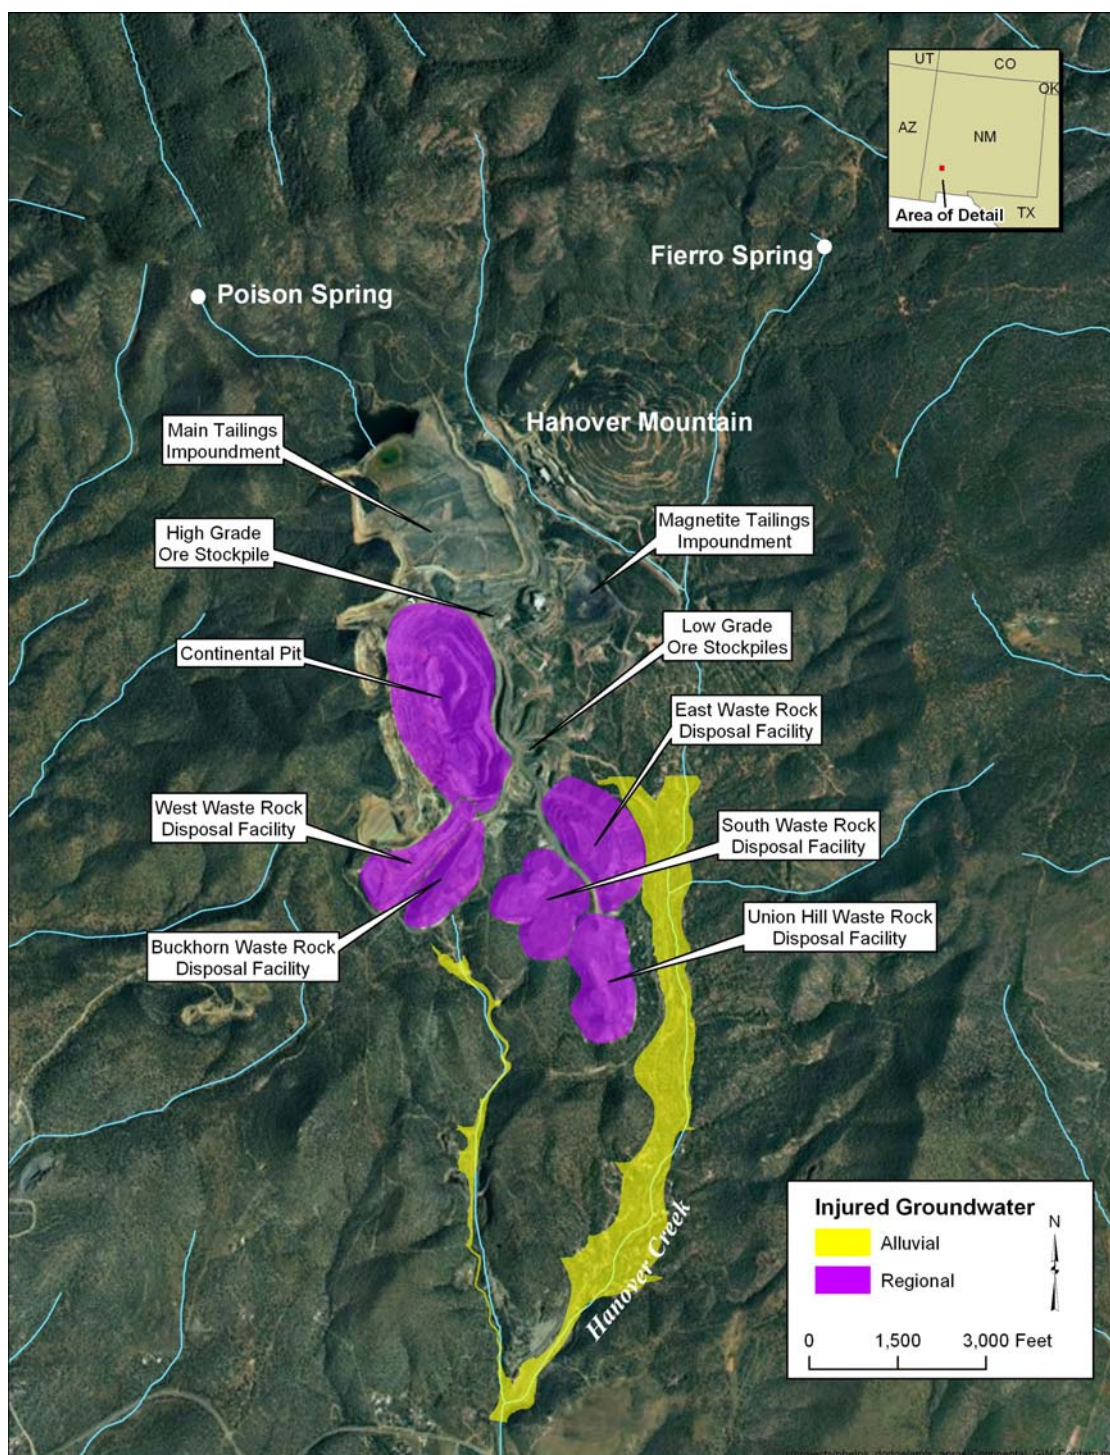 UT
CO
OK
AZ
NM
TX
Area of Detail
Fierro Spring
Poison Spring
Hanover Mountain
Main Tailings
Impoundment
High Grade
Ore Stockpile
Magnetite Tailings
Impoundment
Continental Pit
Low Grade
Ore Stockpiles
East Waste Rock
Disposal Facility
West Waste Rock
Disposal Facility
South Waste Rock
Disposal Facility
Buckhorn Waste Rock
Disposal Facility
Union Hill Waste Rock
Disposal Facility
Hanover Creek
Injured Groundwater
Alluvial
Regional
N
0 1,500 3,000 Feet